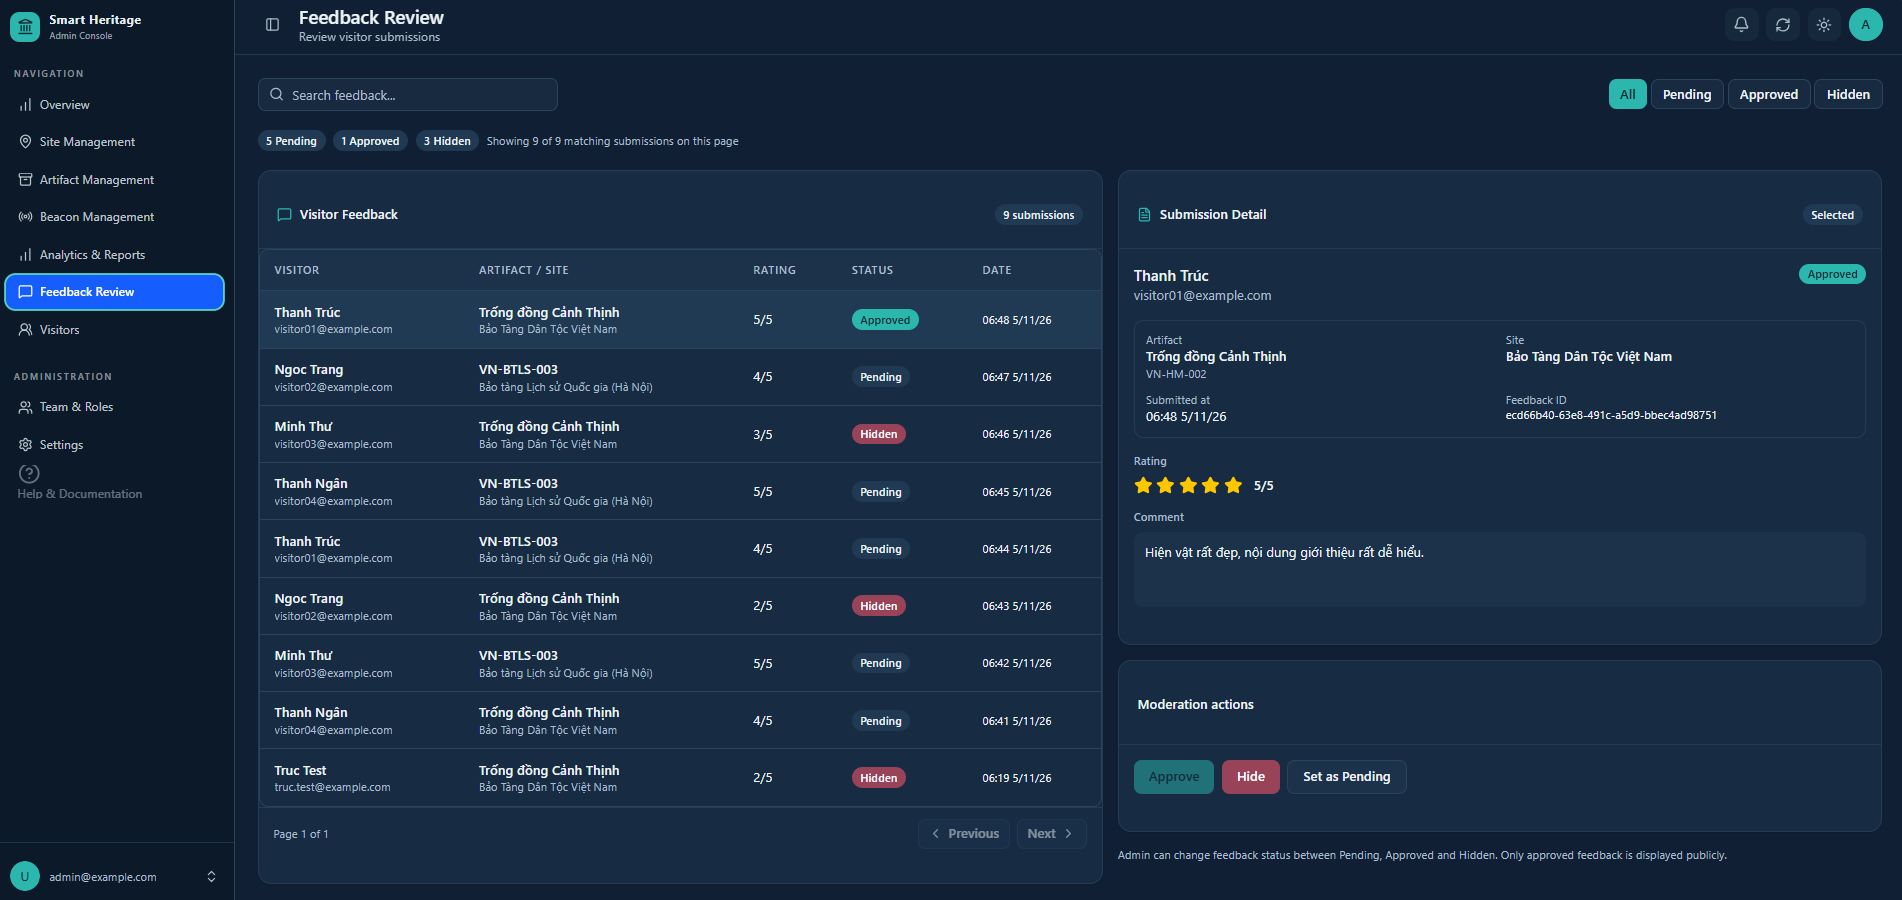 Smart Heritage
Admin Console
NAVIGATION
Overview
Site Management
Artifact Management
Beacon Management
Analytics & Reports
Feedback Review
Visitors
ADMINISTRATION
Team & Roles
Settings
Help & Documentation
U
admin@example.com
Feedback Review
Review visitor submissions
A
Search feedback...
All
Pending
Approved
Hidden
5 Pending
1 Approved
3 Hidden
Showing 9 of 9 matching submissions on this page
Visitor Feedback
9 submissions
VISITOR
ARTIFACT / SITE
RATING
STATUS
DATE
Thanh Trúc
visitor01@example.com
Trống đồng Cảnh Thịnh
Bảo Tàng Dân Tộc Việt Nam
5/5
Approved
06:48 5/11/26
Ngoc Trang
visitor02@example.com
VN-BTLS-003
Bảo tàng Lịch sử Quốc gia (Hà Nội)
4/5
Pending
06:47 5/11/26
Minh Thư
visitor03@example.com
Trống đồng Cảnh Thịnh
Bảo Tàng Dân Tộc Việt Nam
3/5
Hidden
06:46 5/11/26
Thanh Ngân
visitor04@example.com
VN-BTLS-003
Bảo tàng Lịch sử Quốc gia (Hà Nội)
5/5
Pending
06:45 5/11/26
Thanh Trúc
visitor01@example.com
VN-BTLS-003
Bảo tàng Lịch sử Quốc gia (Hà Nội)
4/5
Pending
06:44 5/11/26
Ngoc Trang
visitor02@example.com
Trống đồng Cảnh Thịnh
Bảo Tàng Dân Tộc Việt Nam
2/5
Hidden
06:43 5/11/26
Minh Thư
visitor03@example.com
VN-BTLS-003
Bảo tàng Lịch sử Quốc gia (Hà Nội)
5/5
Pending
06:42 5/11/26
Thanh Ngân
visitor04@example.com
Trống đồng Cảnh Thịnh
Bảo Tàng Dân Tộc Việt Nam
4/5
Pending
06:41 5/11/26
Truc Test
truc.test@example.com
Trống đồng Cảnh Thịnh
Bảo Tàng Dân Tộc Việt Nam
2/5
Hidden
06:19 5/11/26
Page 1 of 1
Previous
Next
Submission Detail
Selected
Thanh Trúc
visitor01@example.com
Approved
Artifact
Trống đồng Cảnh Thịnh
VN-HM-002
Site
Bảo Tàng Dân Tộc Việt Nam
Submitted at
06:48 5/11/26
Feedback ID
ecd66b40-63e8-491c-a5d9-bbec4ad98751
Rating
5/5
Comment
Hiện vật rất đẹp, nội dung giới thiệu rất dễ hiểu.
Moderation actions
Approve
Hide
Set as Pending
Admin can change feedback status between Pending, Approved and Hidden. Only approved feedback is displayed publicly.